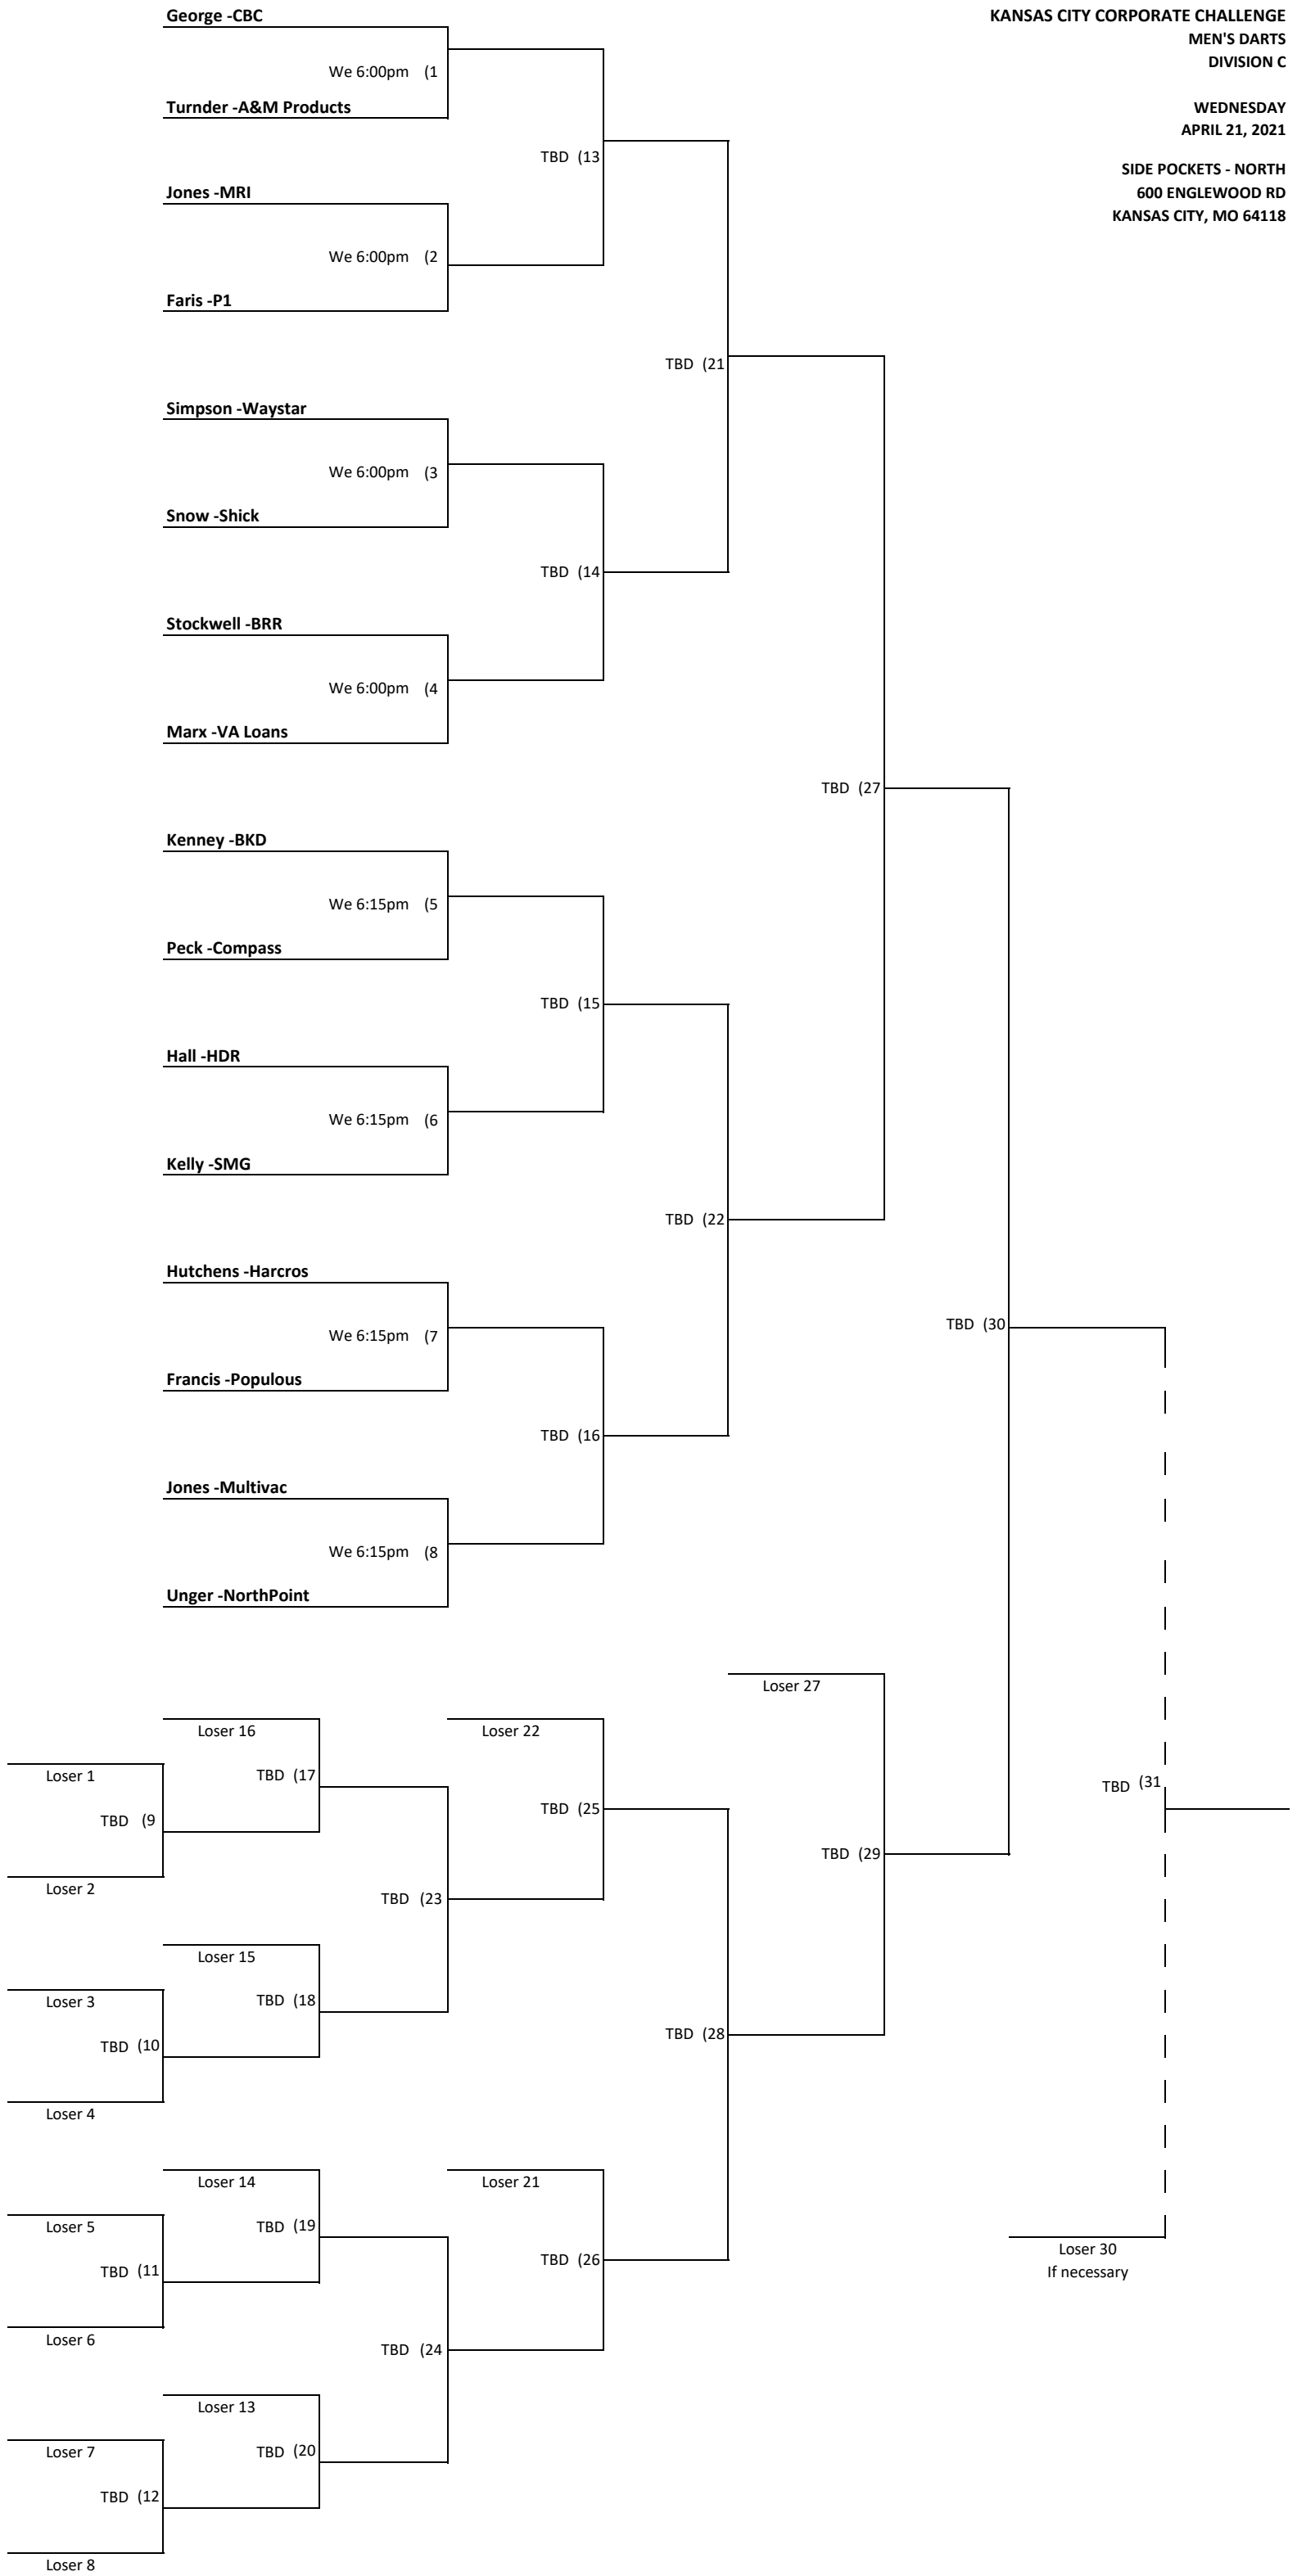 George -CBC
KANSAS CITY CORPORATE CHALLENGE
MEN'S DARTS
DIVISION C
WEDNESDAY
APRIL 21, 2021
SIDE POCKETS - NORTH
600 ENGLEWOOD RD
KANSAS CITY, MO 64118
We 6:00pm (1
Turnder -A&M Products
TBD (13
Jones -MRI
We 6:00pm (2
Faris -P1
TBD (21
Simpson -Waystar
We 6:00pm (3
Snow -Shick
TBD (14
Stockwell -BRR
We 6:00pm (4
Marx -VA Loans
TBD (27
Kenney -BKD
We 6:15pm (5
Peck -Compass
TBD (15
Hall -HDR
We 6:15pm (6
Kelly -SMG
TBD (22
Hutchens -Harcros
We 6:15pm (7
TBD (30
Francis -Populous
TBD (16
Jones -Multivac
We 6:15pm (8
Unger -NorthPoint
Loser 27
Loser 16
Loser 22
Loser 1
TBD (17
TBD (31
TBD (25
TBD (9
TBD (29
Loser 2
TBD (23
Loser 15
Loser 3
TBD (18
TBD (28
TBD (10
Loser 4
Loser 14
Loser 21
Loser 5
TBD (19
Loser 30
If necessary
TBD (26
TBD (11
Loser 6
TBD (24
Loser 13
Loser 7
TBD (20
TBD (12
Loser 8